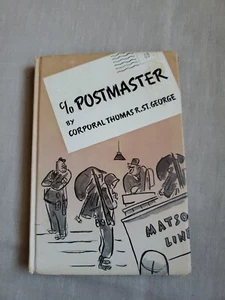 c/o POSTMASTER
BY
CORPORAL THOMAS R. ST. GEORGE
MATSO
LINE